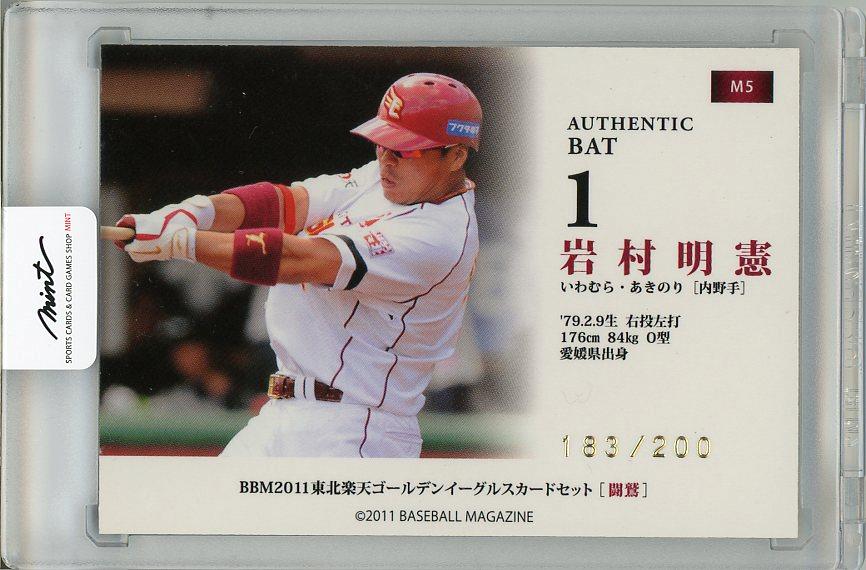 M5
AUTHENTIC
BAT
1
岩村明憲
いわむら・あきのり [内野手]
'79.2.9生 右投左打
176㎝ 84㎏ O型
愛媛県出身
183/200
BBM2011東北楽天ゴールデンイーグルスカードセット [闘鷲]
©2011 BASEBALL MAGAZINE
mint
SPORTS CARDS & CARD GAMES SHOP MINT